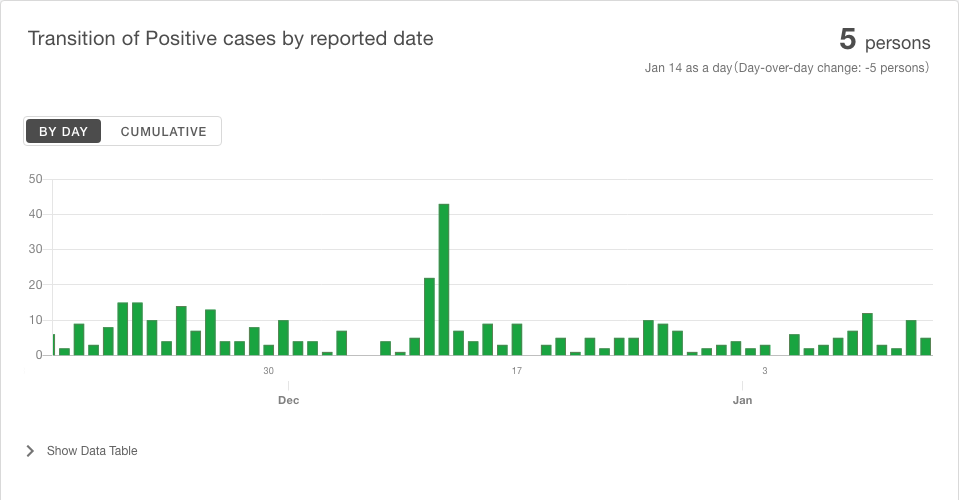 Transition of Positive cases by reported date
5 persons
Jan 14 as a day(Day-over-day change: -5 persons)
BY DAY CUMULATIVE
50
40
30
20
10
0
30 17 3
Dec Jan
Show Data Table